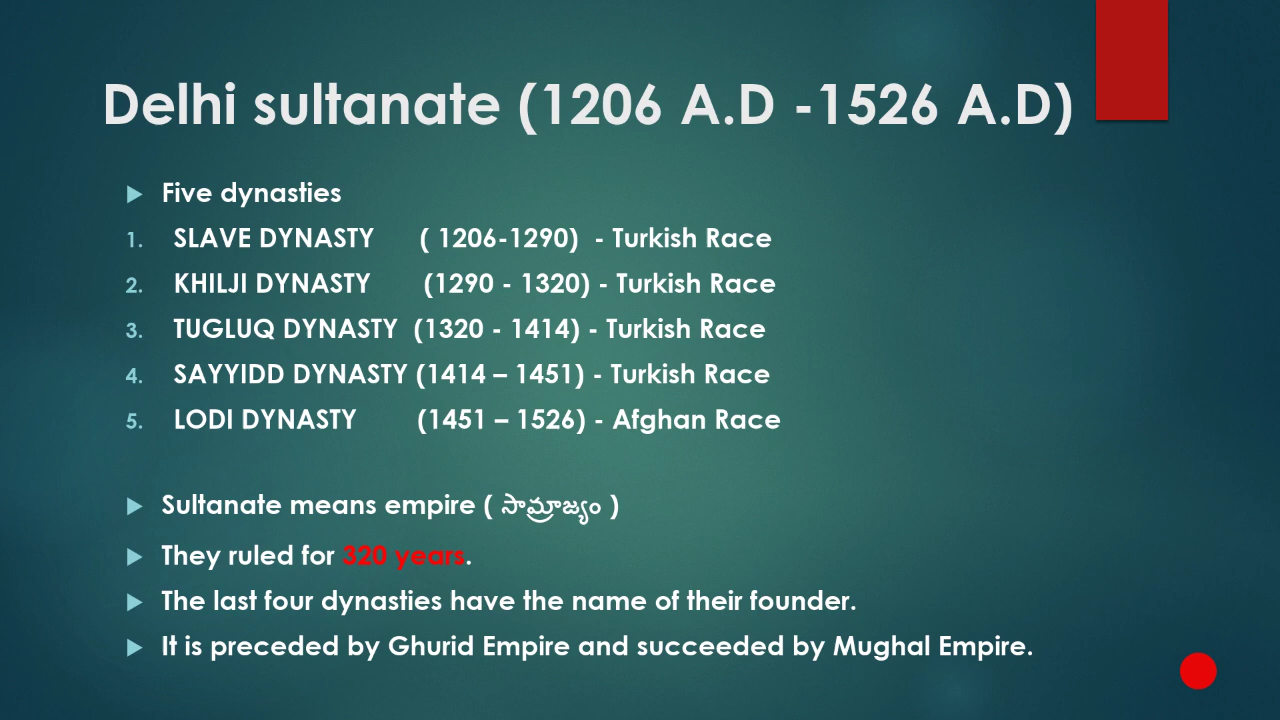 Delhi sultanate (1206 A.D -1526 A.D)
Five dynasties
1. SLAVE DYNASTY ( 1206-1290) - Turkish Race
2. KHILJI DYNASTY (1290 - 1320) - Turkish Race
3. TUGLUQ DYNASTY (1320 - 1414) - Turkish Race
4. SAYYIDD DYNASTY (1414 – 1451) - Turkish Race
5. LODI DYNASTY (1451 – 1526) - Afghan Race
Sultanate means empire ( సామ్రాజ్యం )
They ruled for 320 years.
The last four dynasties have the name of their founder.
It is preceded by Ghurid Empire and succeeded by Mughal Empire.